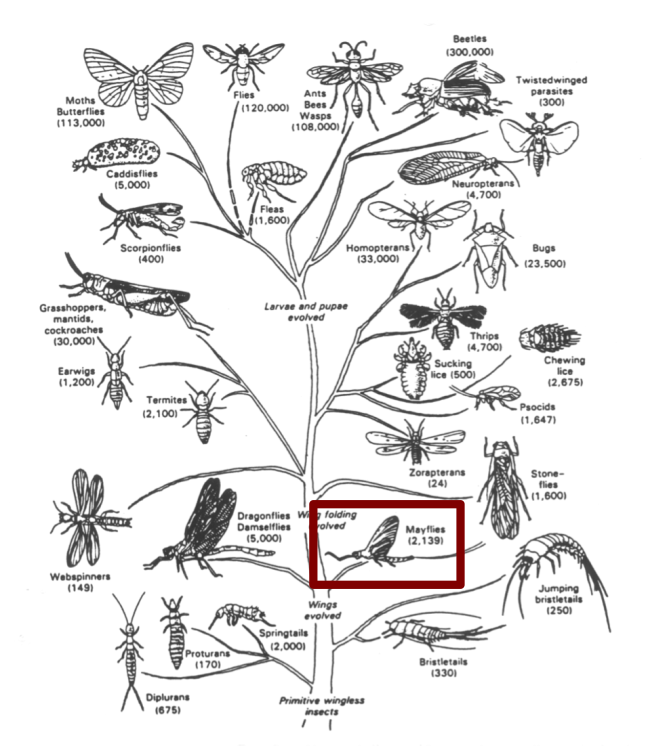 Moths
Butterflies
(113,000)
Flies
(120,000)
Ants
Bees
Wasps
(108,000)
Beetles
(300,000)
Twistedwinged
parasites
(300)
Caddisflies
(5,000)
Fleas
(1,600)
Neuropterans
(4,700)
Scorpionflies
(400)
Homopterans
(33,000)
Bugs
(23,500)
Larvae and pupae
evolved
Grasshoppers,
mantids,
cockroaches
(30,000)
Thrips
(4,700)
Earwigs
(1,200)
Termites
(2,100)
Sucking
lice (500)
Chewing
lice
(2,675)
Psocids
(1,647)
Zorapterans
(24)
Stone-
flies
(1,600)
Webspinners
(149)
Dragonflies
Damselflies
(5,000)
Wing folding
evolved
Mayflies
(2,139)
Jumping
bristletails
(250)
Wings
evolved
Springtails
(2,000)
Proturans
(170)
Diplurans
(675)
Bristletails
(330)
Primitive wingless
insects